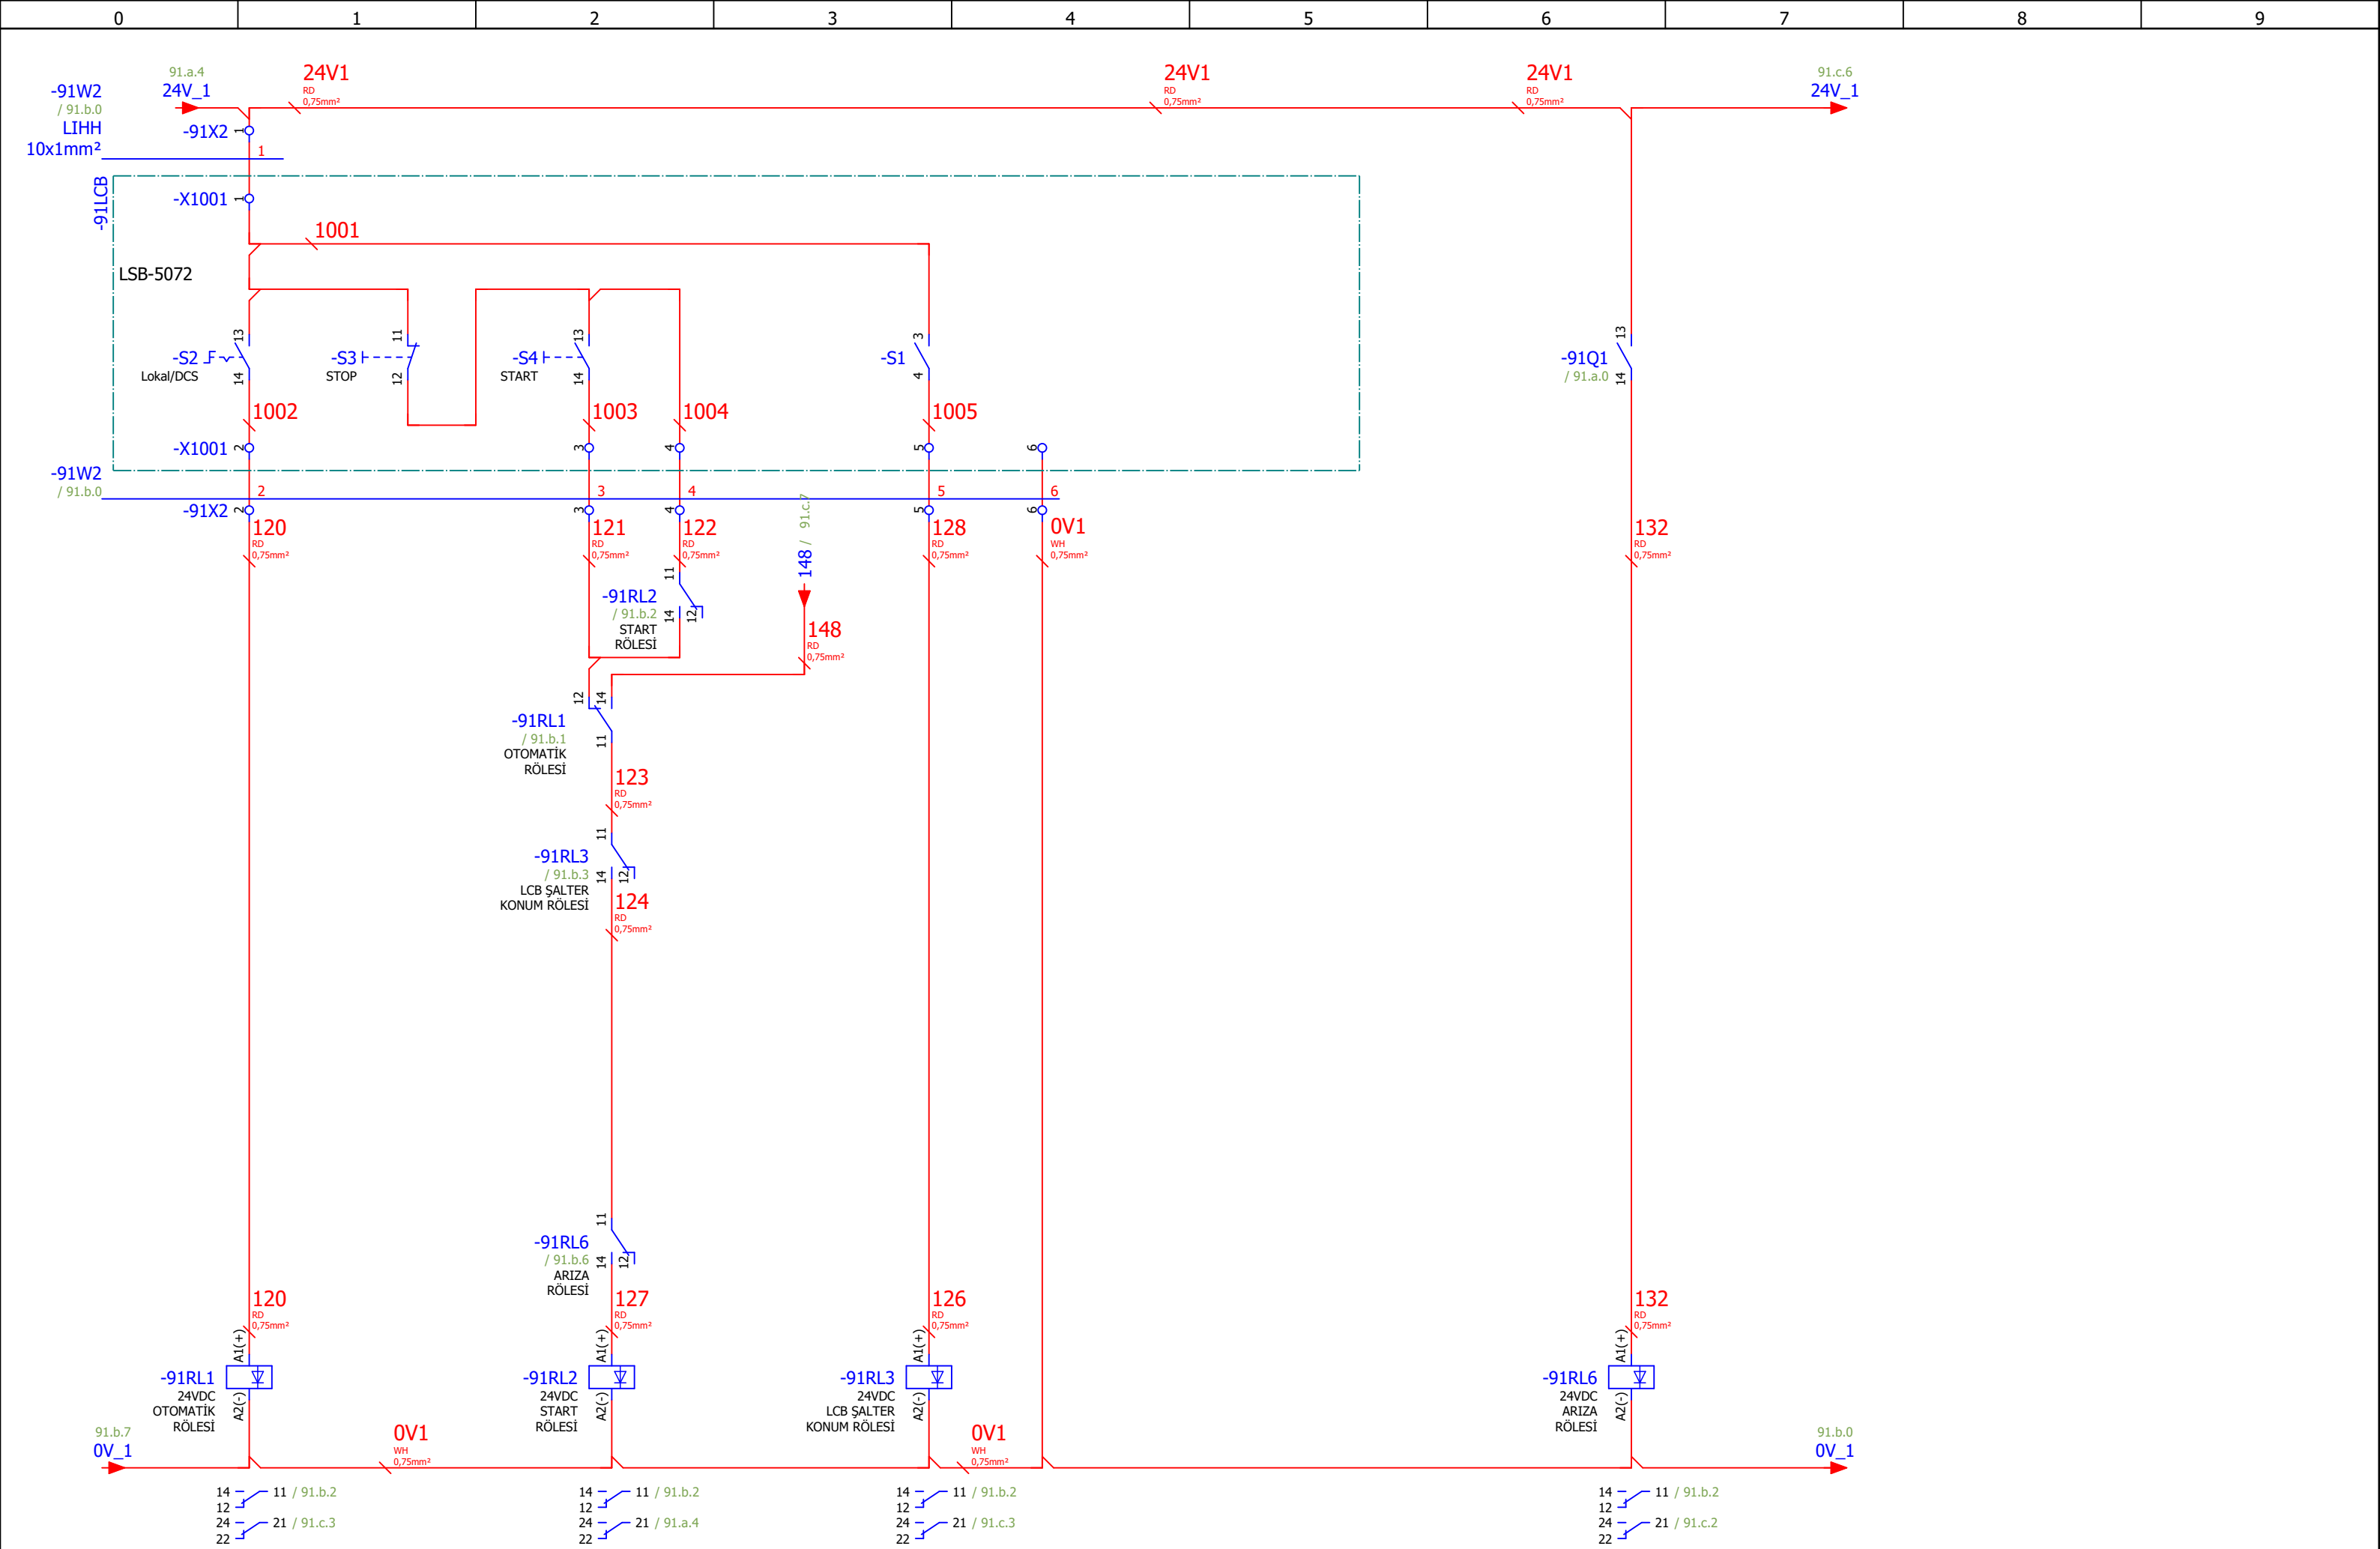 0 1 2 3 4 5 6 7 8 9
91.a.4
24V_1
24V1
RD
0,75mm²
24V1
RD
0,75mm²
24V1
RD
0,75mm²
91.c.6
24V_1
-91W2
/ 91.b.0
LIHH
10x1mm²
-91X2 1
1
-91LCB
-X1001 1
1001
LSB-5072
-S2 13 14
Lokal/DCS
-S3 11 12
STOP
-S4 13 14
START
-S1 3 4
-91Q1 13 14
/ 91.a.0
1002
1003
1004
1005
-X1001 2 3 4 5 6
-91W2
/ 91.b.0
2 3 4 5 6
-91X2 2 3 4 5 6
120
RD
0,75mm²
121
RD
0,75mm²
122
RD
0,75mm²
148 / 91.c.7
128
RD
0,75mm²
0V1
WH
0,75mm²
132
RD
0,75mm²
-91RL2 11 14 12
/ 91.b.2
START
RÖLESİ
148
RD
0,75mm²
-91RL1 12 14 11
/ 91.b.1
OTOMATİK
RÖLESİ
123
RD
0,75mm²
-91RL3 11 14 12
/ 91.b.3
LCB ŞALTER
KONUM RÖLESİ
124
RD
0,75mm²
-91RL6 11 14 12
/ 91.b.6
ARIZA
RÖLESİ
120
RD
0,75mm²
127
RD
0,75mm²
126
RD
0,75mm²
132
RD
0,75mm²
-91RL1 A1(+) A2(-)
24VDC
OTOMATİK
RÖLESİ
-91RL2 A1(+) A2(-)
24VDC
START
RÖLESİ
-91RL3 A1(+) A2(-)
24VDC
LCB ŞALTER
KONUM RÖLESİ
-91RL6 A1(+) A2(-)
24VDC
ARIZA
RÖLESİ
91.b.7
0V_1
0V1
WH
0,75mm²
0V1
WH
0,75mm²
91.b.0
0V_1
14 11 / 91.b.2
12
24 21 / 91.c.3
22
14 11 / 91.b.2
12
24 21 / 91.a.4
22
14 11 / 91.b.2
12
24 21 / 91.c.3
22
14 11 / 91.b.2
12
24 21 / 91.c.2
22